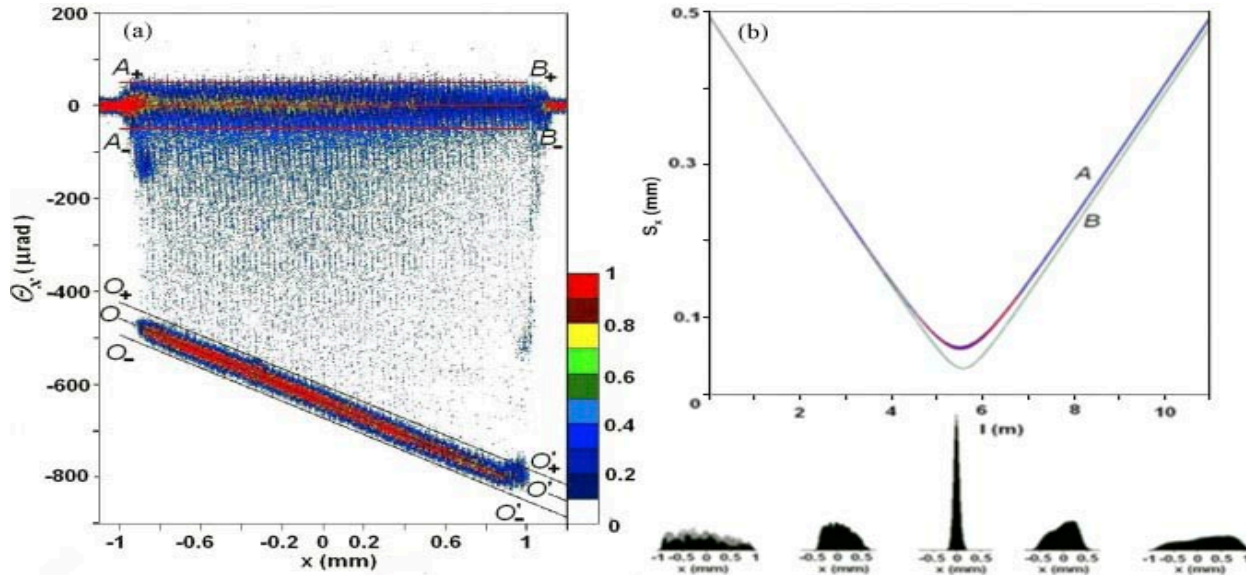 (a)
200
A₊
B₊
0
A₋
B₋
-200
Θₓ' (μrad)
-400
O₊
O
O₋
-600
-800
O'₊
O'
O'₋
-1 -0.6 -0.2 0 0.2 0.6 1
x (mm)
1
0.8
0.6
0.4
0.2
0
(b)
0.5
0.3
0.1
0
Sₓ (mm)
A
B
2 4 6 8 10
l (m)
-1 -0.5 0 0.5 1
x (mm)
-0.5 0 0.5
x (mm)
-0.5 0 0.5
x (mm)
-0.5 0 0.5
x (mm)
-1 -0.5 0 0.5 1
x (mm)